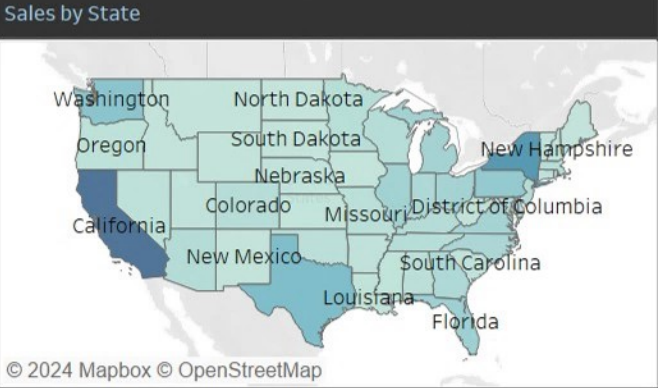 Sales by State
Washington
North Dakota
Oregon
South Dakota
New Hampshire
Nebraska
Colorado
Missouri
District of Columbia
California
New Mexico
South Carolina
Louisiana
Florida
© 2024 Mapbox © OpenStreetMap